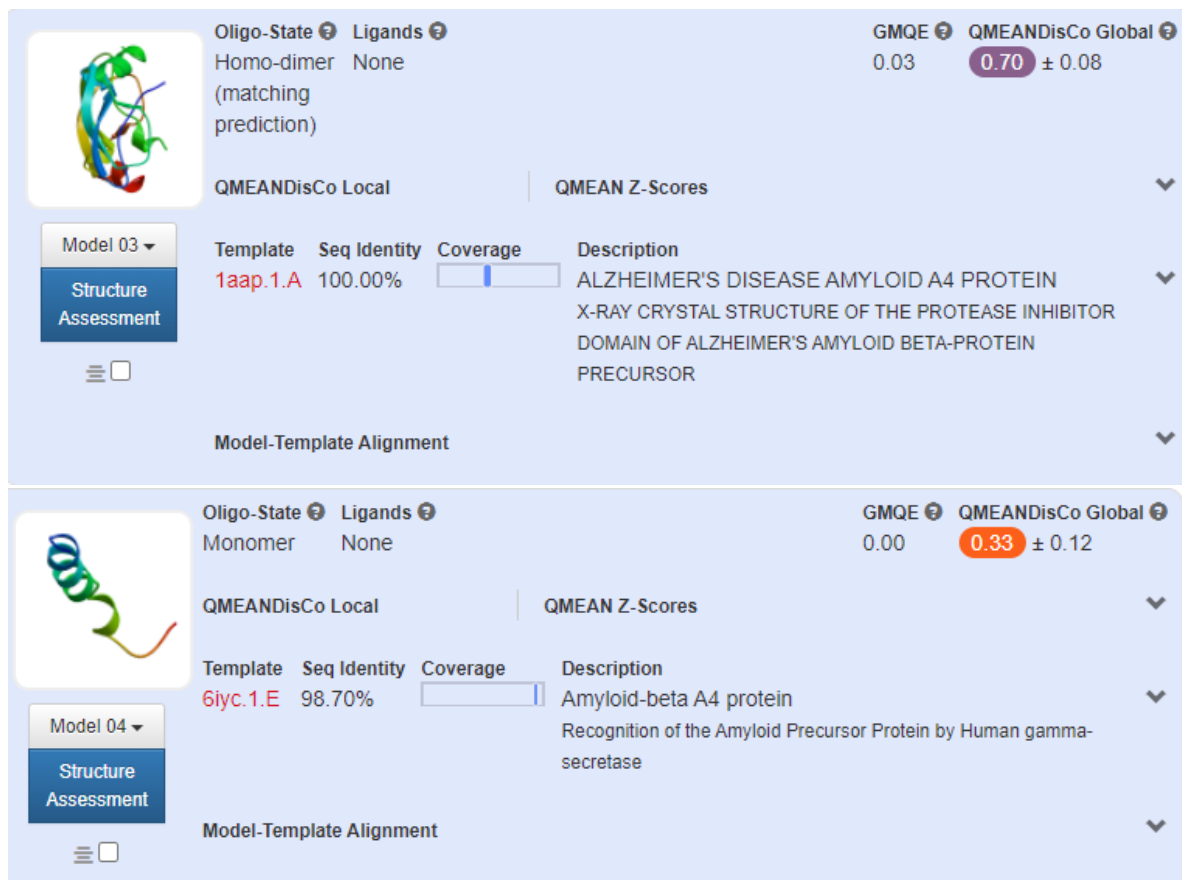 Oligo-State Ligands GMQE QMEANDisCo Global
Homo-dimer None 0.03 0.70 ± 0.08
(matching
prediction)
QMEANDisCo Local QMEAN Z-Scores
Model 03
Structure
Assessment
Template Seq Identity Coverage Description
1aap.1.A 100.00% ALZHEIMER'S DISEASE AMYLOID A4 PROTEIN
X-RAY CRYSTAL STRUCTURE OF THE PROTEASE INHIBITOR
DOMAIN OF ALZHEIMER'S AMYLOID BETA-PROTEIN
PRECURSOR
Model-Template Alignment
Oligo-State Ligands GMQE QMEANDisCo Global
Monomer None 0.00 0.33 ± 0.12
QMEANDisCo Local QMEAN Z-Scores
Template Seq Identity Coverage Description
6iyc.1.E 98.70% Amyloid-beta A4 protein
Recognition of the Amyloid Precursor Protein by Human gamma-
secretase
Model 04
Structure
Assessment
Model-Template Alignment